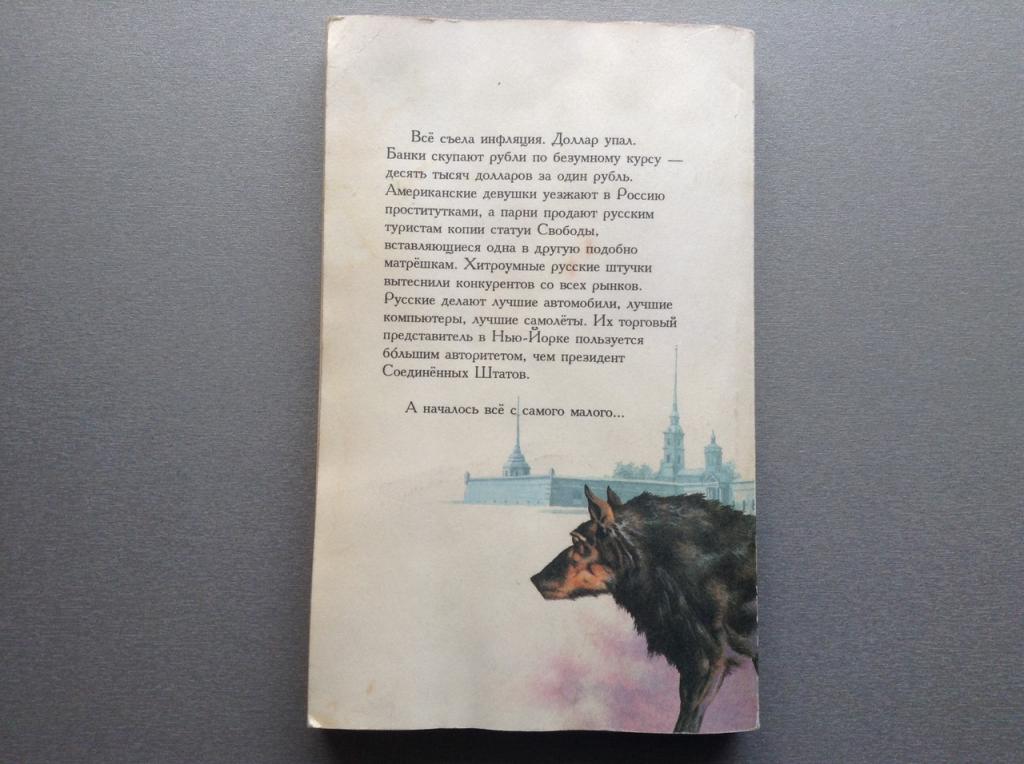 Всё съела инфляция. Доллар упал.
Банки скупают рубли по безумному курсу —
десять тысяч долларов за один рубль.
Американские девушки уезжают в Россию
проститутками, а парни продают русским
туристам копии статуи Свободы,
вставляющиеся одна в другую подобно
матрёшкам. Хитроумные русские штучки
вытеснили конкурентов со всех рынков.
Русские делают лучшие автомобили, лучшие
компьютеры, лучшие самолёты. Их торговый
представитель в Нью-Йорке пользуется
бо́льшим авторитетом, чем президент
Соединённых Штатов.
А началось всё с самого малого...